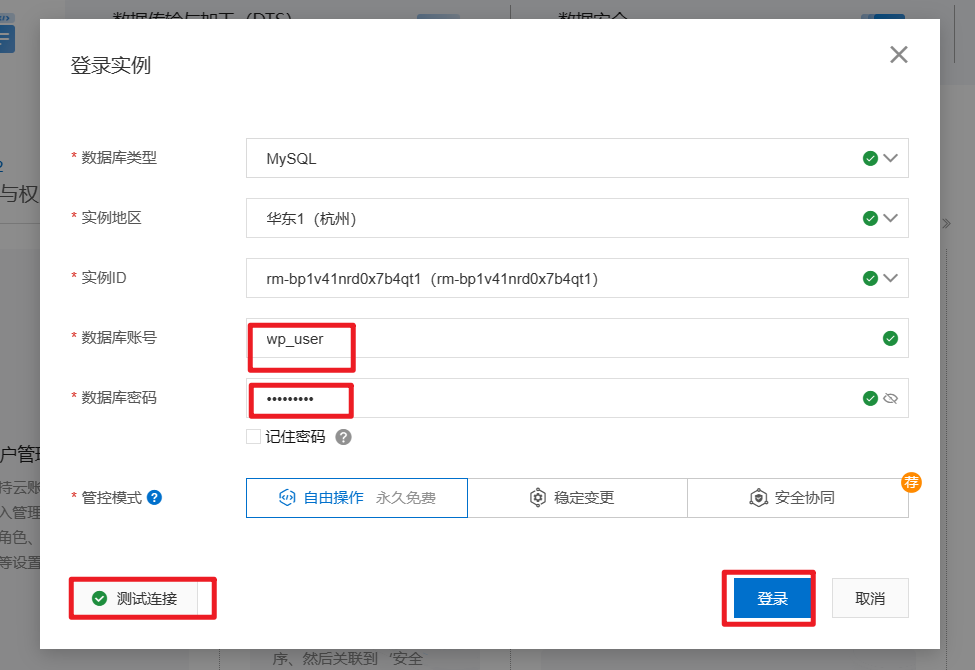 登录实例
* 数据库类型
MySQL
* 实例地区
华东1（杭州）
* 实例ID
rm-bp1v41nrd0x7b4qt1（rm-bp1v41nrd0x7b4qt1）
* 数据库账号
wp_user
* 数据库密码
•••••••••
记住密码 ?
* 管控模式 ?
自由操作 永久免费
稳定变更
安全协同
荐
测试连接
登录
取消
与权
户管理
持云账
入管理
角色、
等设置
序、然后关联到“安全